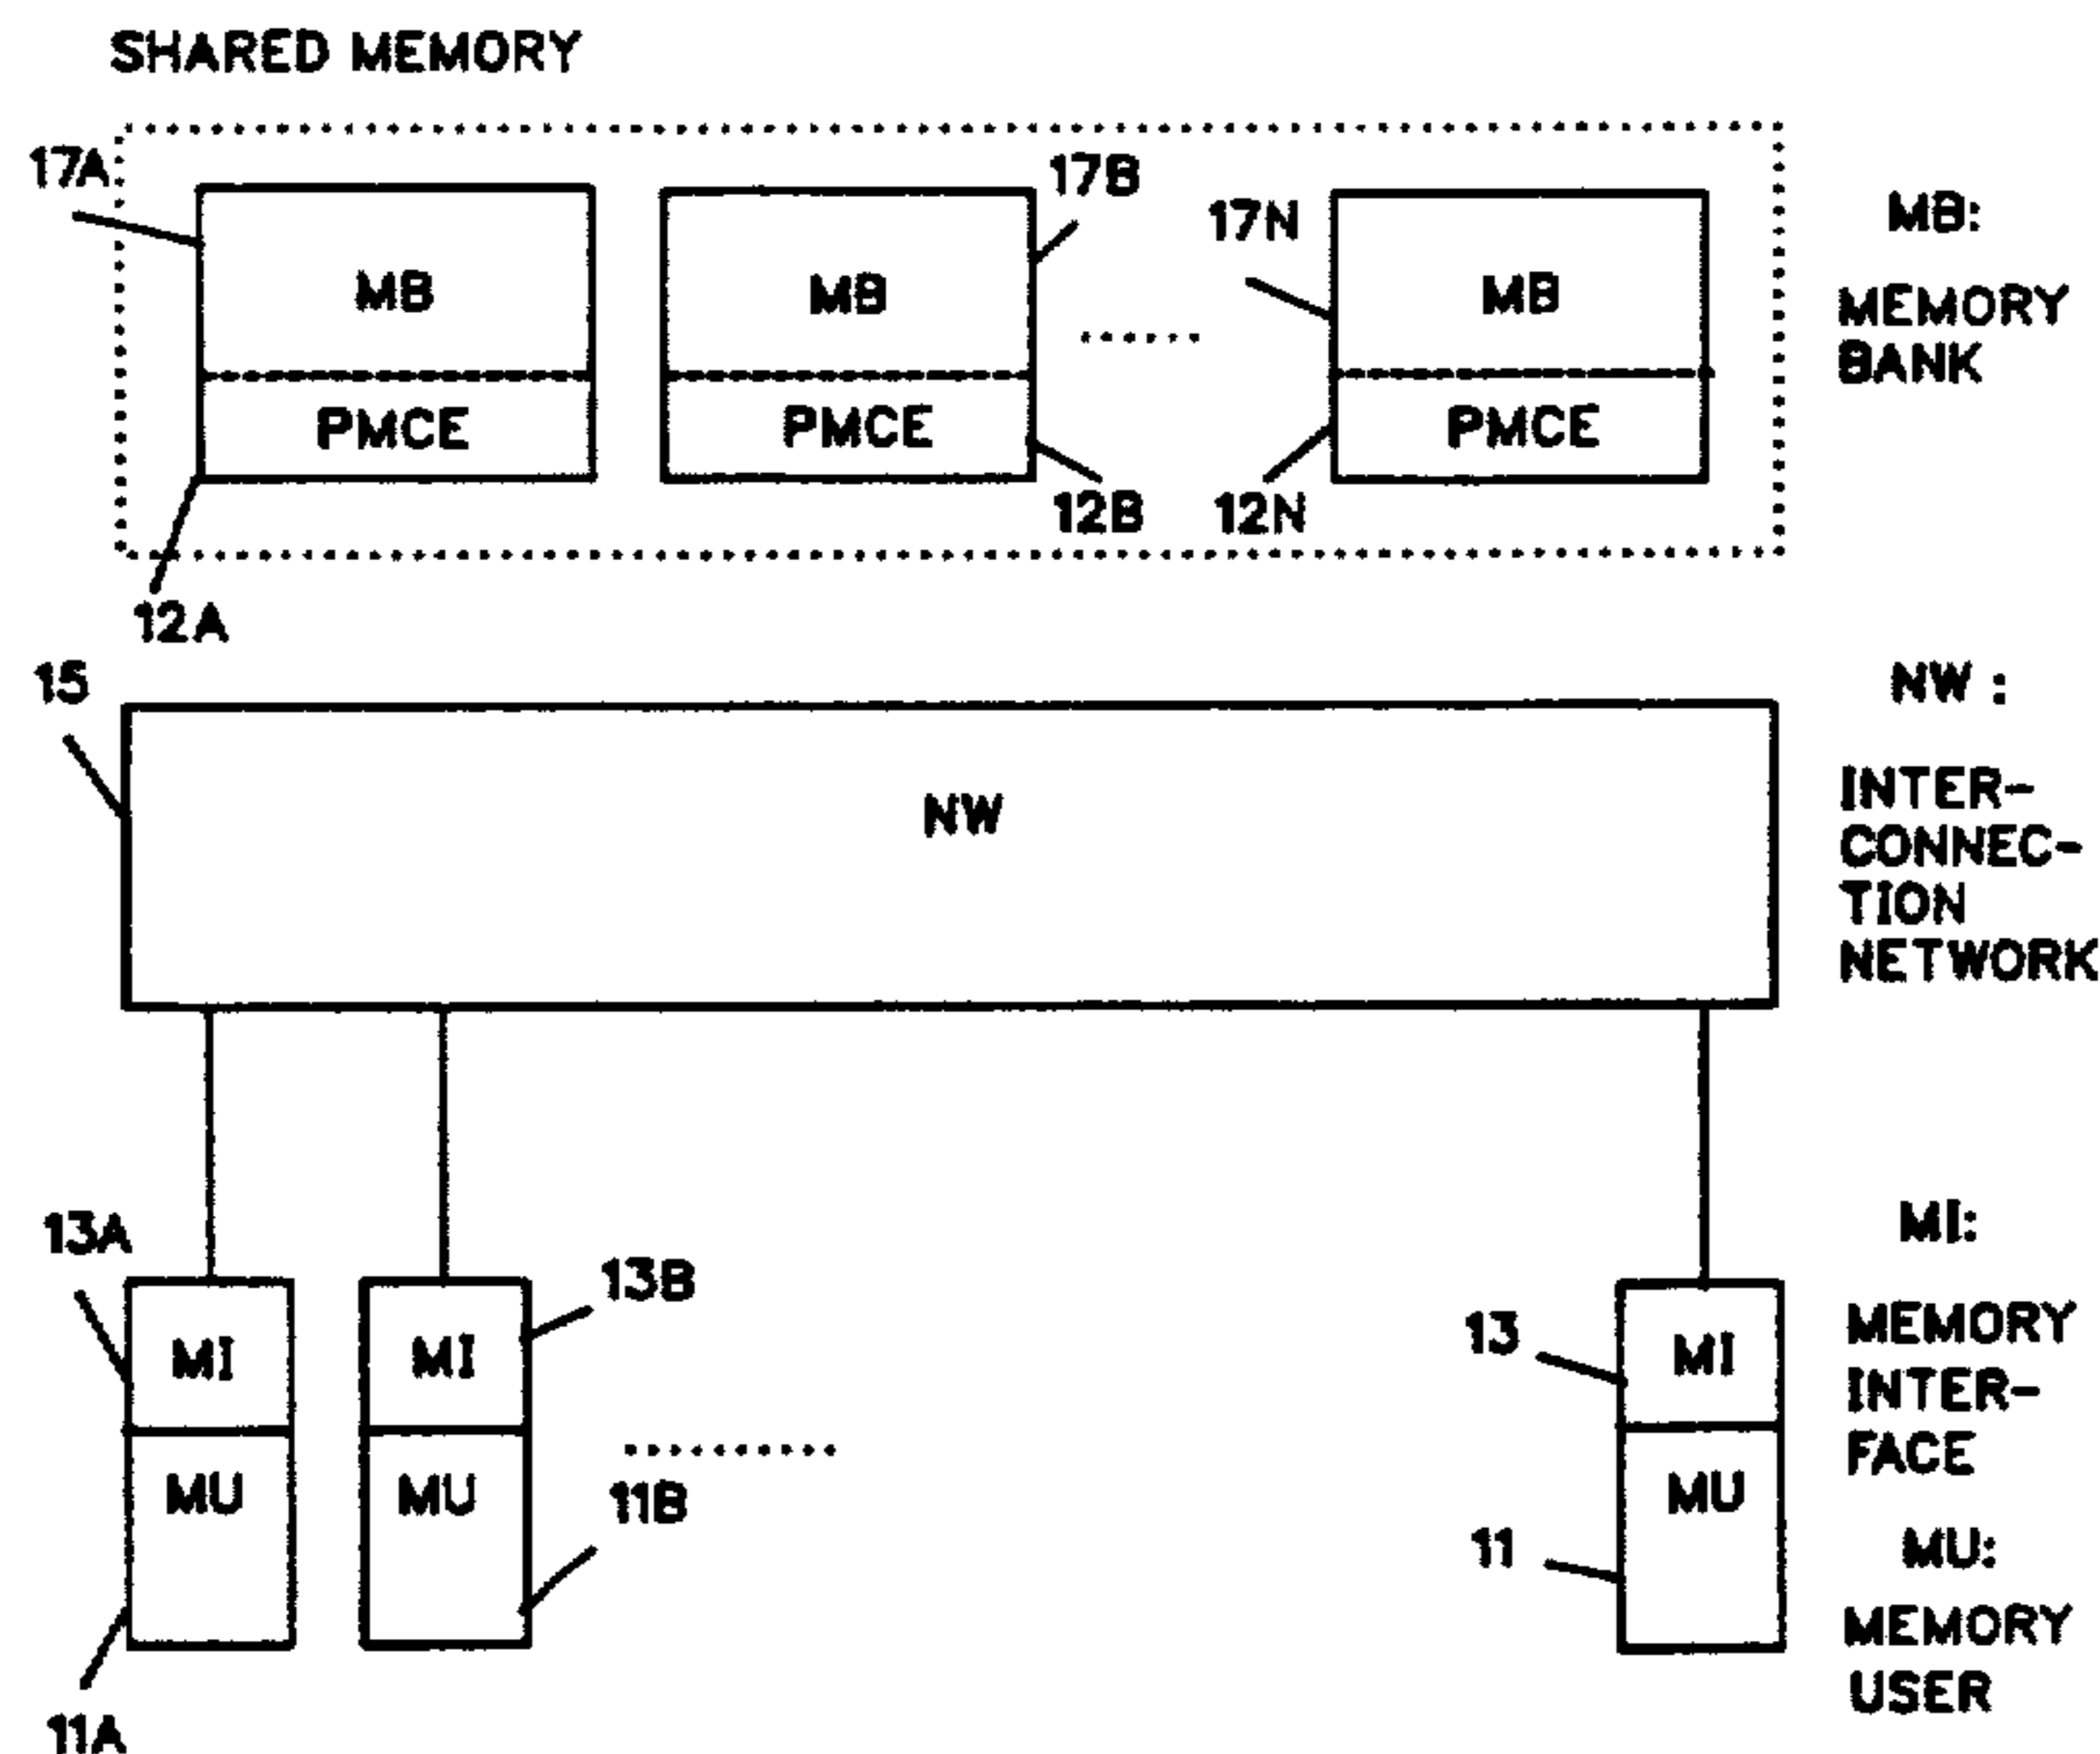 SHARED MEMORY
17A
17B
17N
MB:
MB
MB
MB
MEMORY
BANK
PMCE
PMCE
PMCE
12B
12N
12A
15
NW :
NW
INTER-
CONNEC-
TION
NETWORK
13A
13B
MI:
MI
MI
13
MI
MEMORY
INTER-
FACE
MU
MU
11B
11
MU
MU:
MEMORY
USER
11A